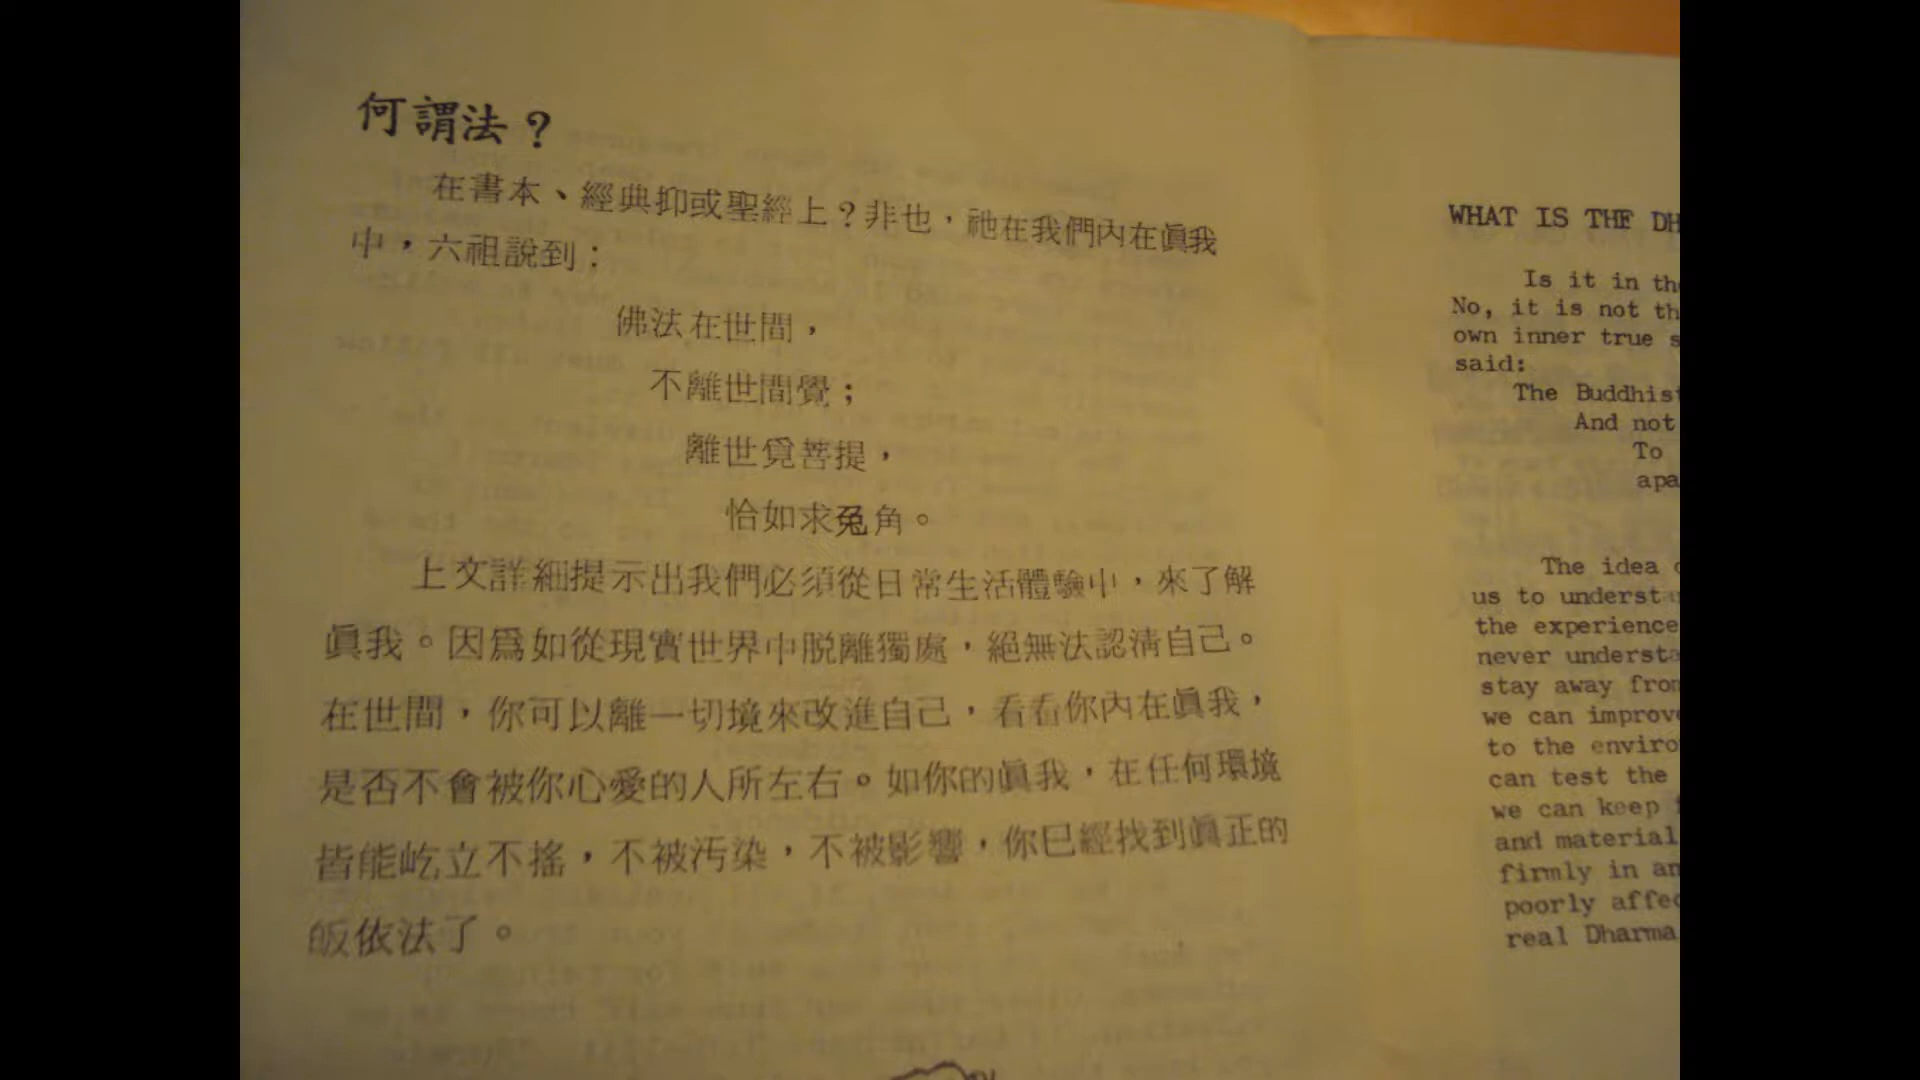 何謂法？
在書本、經典抑或聖經上？非也，祂在我們內在眞我
中，六祖說到：
佛法在世間，
不離世間覺；
離世覓菩提，
恰如求兔角。
上文詳細提示出我們必須從日常生活體驗中，來了解
眞我。因爲如從現實世界中脫離獨處，絕無法認淸自己。
在世間，你可以離一切境來改進自己，看看你內在眞我，
是否不會被你心愛的人所左右。如你的眞我，在任何環境
皆能屹立不搖，不被汚染，不被影響，你已經找到眞正的
皈依法了。
WHAT IS THE DH
Is it in th
No, it is not th
own inner true s
said:
The Buddhist
And not
To
apa
The idea
us to understa
the experience
never understa
stay away from
we can improve
to the enviro
can test the
we can keep
and material
firmly in an
poorly affec
real Dharma